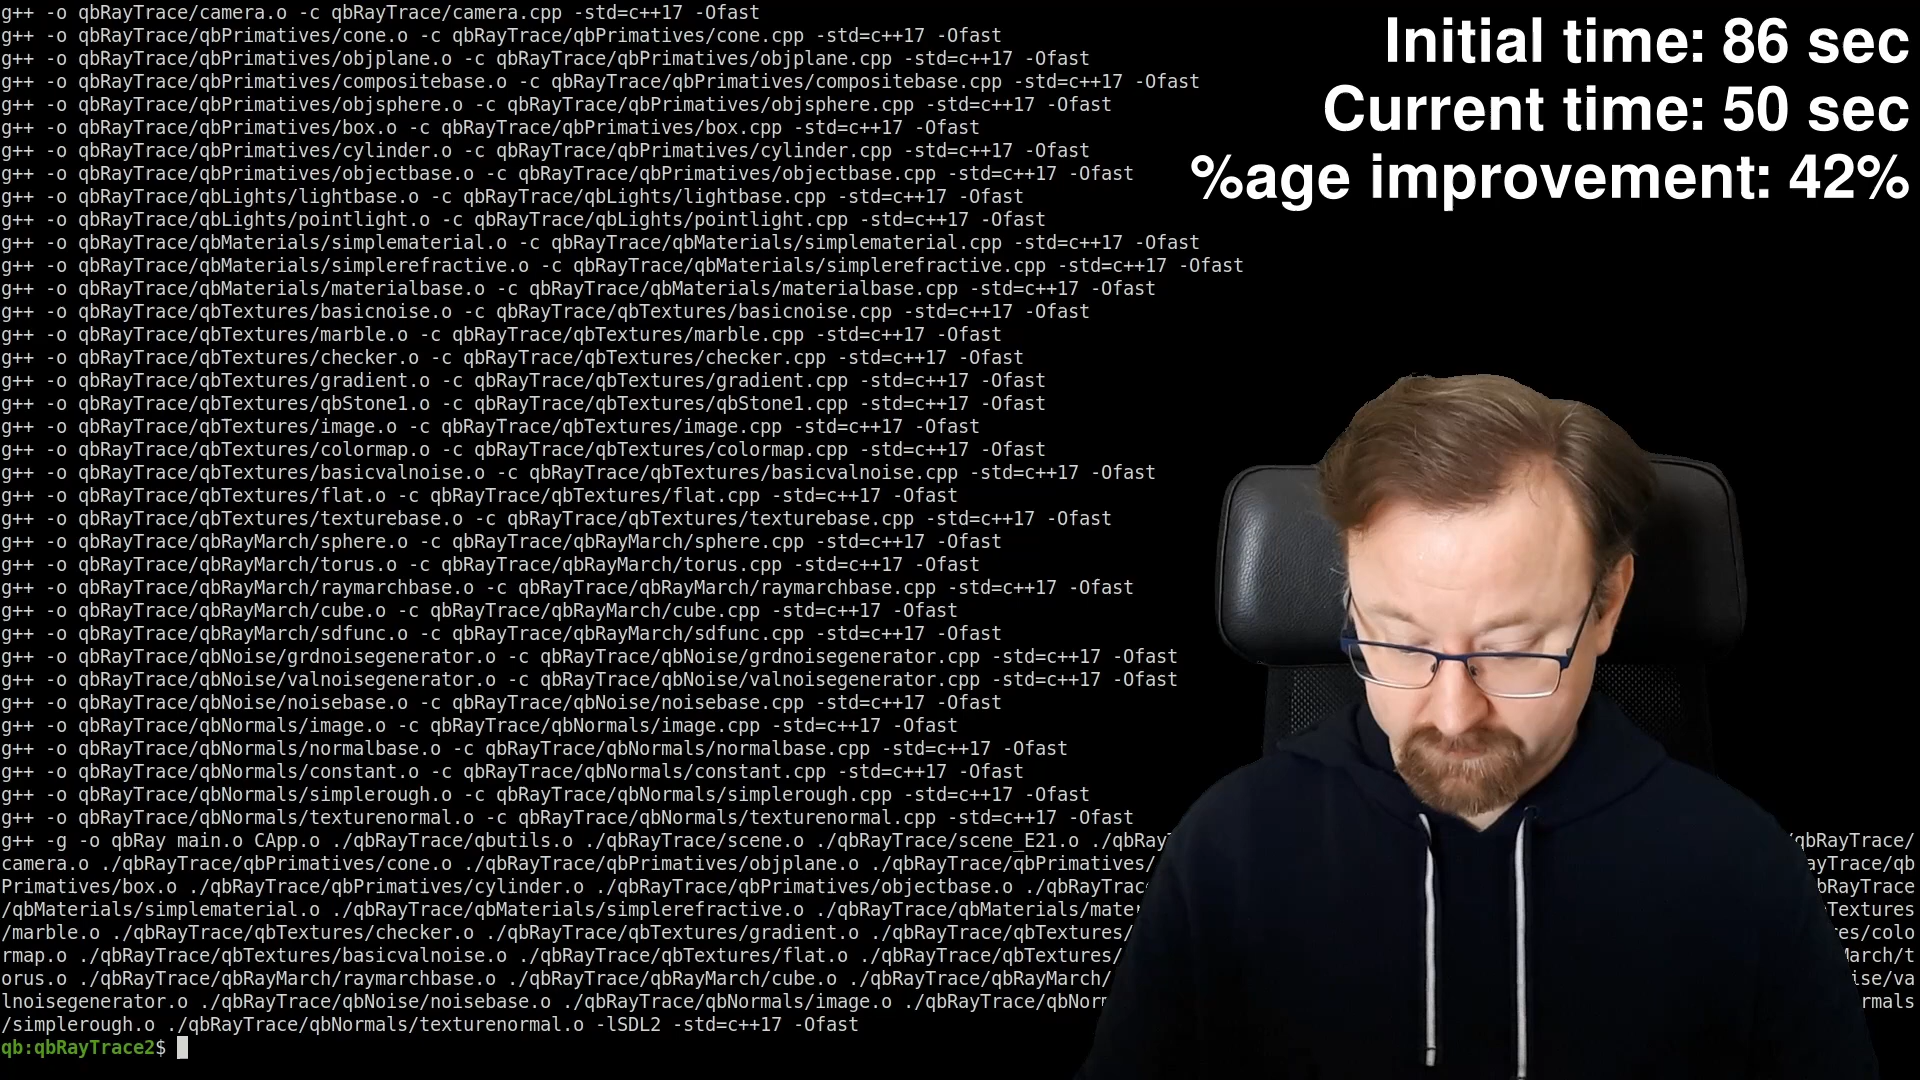 g++ -o qbRayTrace/camera.o -c qbRayTrace/camera.cpp -std=c++17 -Ofast
g++ -o qbRayTrace/qbPrimatives/cone.o -c qbRayTrace/qbPrimatives/cone.cpp -std=c++17 -Ofast
g++ -o qbRayTrace/qbPrimatives/objplane.o -c qbRayTrace/qbPrimatives/objplane.cpp -std=c++17 -Ofast
g++ -o qbRayTrace/qbPrimatives/compositebase.o -c qbRayTrace/qbPrimatives/compositebase.cpp -std=c++17 -Ofast
g++ -o qbRayTrace/qbPrimatives/objsphere.o -c qbRayTrace/qbPrimatives/objsphere.cpp -std=c++17 -Ofast
g++ -o qbRayTrace/qbPrimatives/box.o -c qbRayTrace/qbPrimatives/box.cpp -std=c++17 -Ofast
g++ -o qbRayTrace/qbPrimatives/cylinder.o -c qbRayTrace/qbPrimatives/cylinder.cpp -std=c++17 -Ofast
g++ -o qbRayTrace/qbPrimatives/objectbase.o -c qbRayTrace/qbPrimatives/objectbase.cpp -std=c++17 -Ofast
g++ -o qbRayTrace/qbLights/lightbase.o -c qbRayTrace/qbLights/lightbase.cpp -std=c++17 -Ofast
g++ -o qbRayTrace/qbLights/pointlight.o -c qbRayTrace/qbLights/pointlight.cpp -std=c++17 -Ofast
g++ -o qbRayTrace/qbMaterials/simplematerial.o -c qbRayTrace/qbMaterials/simplematerial.cpp -std=c++17 -Ofast
g++ -o qbRayTrace/qbMaterials/simplerefractive.o -c qbRayTrace/qbMaterials/simplerefractive.cpp -std=c++17 -Ofast
g++ -o qbRayTrace/qbMaterials/materialbase.o -c qbRayTrace/qbMaterials/materialbase.cpp -std=c++17 -Ofast
g++ -o qbRayTrace/qbTextures/basicnoise.o -c qbRayTrace/qbTextures/basicnoise.cpp -std=c++17 -Ofast
g++ -o qbRayTrace/qbTextures/marble.o -c qbRayTrace/qbTextures/marble.cpp -std=c++17 -Ofast
g++ -o qbRayTrace/qbTextures/checker.o -c qbRayTrace/qbTextures/checker.cpp -std=c++17 -Ofast
g++ -o qbRayTrace/qbTextures/gradient.o -c qbRayTrace/qbTextures/gradient.cpp -std=c++17 -Ofast
g++ -o qbRayTrace/qbTextures/qbStone1.o -c qbRayTrace/qbTextures/qbStone1.cpp -std=c++17 -Ofast
g++ -o qbRayTrace/qbTextures/image.o -c qbRayTrace/qbTextures/image.cpp -std=c++17 -Ofast
g++ -o qbRayTrace/qbTextures/colormap.o -c qbRayTrace/qbTextures/colormap.cpp -std=c++17 -Ofast
g++ -o qbRayTrace/qbTextures/basicvalnoise.o -c qbRayTrace/qbTextures/basicvalnoise.cpp -std=c++17 -Ofast
g++ -o qbRayTrace/qbTextures/flat.o -c qbRayTrace/qbTextures/flat.cpp -std=c++17 -Ofast
g++ -o qbRayTrace/qbTextures/texturebase.o -c qbRayTrace/qbTextures/texturebase.cpp -std=c++17 -Ofast
g++ -o qbRayTrace/qbRayMarch/sphere.o -c qbRayTrace/qbRayMarch/sphere.cpp -std=c++17 -Ofast
g++ -o qbRayTrace/qbRayMarch/torus.o -c qbRayTrace/qbRayMarch/torus.cpp -std=c++17 -Ofast
g++ -o qbRayTrace/qbRayMarch/raymarchbase.o -c qbRayTrace/qbRayMarch/raymarchbase.cpp -std=c++17 -Ofast
g++ -o qbRayTrace/qbRayMarch/cube.o -c qbRayTrace/qbRayMarch/cube.cpp -std=c++17 -Ofast
g++ -o qbRayTrace/qbRayMarch/sdfunc.o -c qbRayTrace/qbRayMarch/sdfunc.cpp -std=c++17 -Ofast
g++ -o qbRayTrace/qbNoise/grdnoisegenerator.o -c qbRayTrace/qbNoise/grdnoisegenerator.cpp -std=c++17 -Ofast
g++ -o qbRayTrace/qbNoise/valnoisegenerator.o -c qbRayTrace/qbNoise/valnoisegenerator.cpp -std=c++17 -Ofast
g++ -o qbRayTrace/qbNoise/noisebase.o -c qbRayTrace/qbNoise/noisebase.cpp -std=c++17 -Ofast
g++ -o qbRayTrace/qbNormals/image.o -c qbRayTrace/qbNormals/image.cpp -std=c++17 -Ofast
g++ -o qbRayTrace/qbNormals/normalbase.o -c qbRayTrace/qbNormals/normalbase.cpp -std=c++17 -Ofast
g++ -o qbRayTrace/qbNormals/constant.o -c qbRayTrace/qbNormals/constant.cpp -std=c++17 -Ofast
g++ -o qbRayTrace/qbNormals/simplerough.o -c qbRayTrace/qbNormals/simplerough.cpp -std=c++17 -Ofast
g++ -o qbRayTrace/qbNormals/texturenormal.o -c qbRayTrace/qbNormals/texturenormal.cpp -std=c++17 -Ofast
g++ -g -o qbRay main.o CApp.o ./qbRayTrace/qbutils.o ./qbRayTrace/scene.o ./qbRayTrace/scene_E21.o ./qbRay /qbRayTrace/
camera.o ./qbRayTrace/qbPrimatives/cone.o ./qbRayTrace/qbPrimatives/objplane.o ./qbRayTrace/qbPrimatives/ ayTrace/qb
Primatives/box.o ./qbRayTrace/qbPrimatives/cylinder.o ./qbRayTrace/qbPrimatives/objectbase.o ./qbRayTrac bRayTrace
/qbMaterials/simplematerial.o ./qbRayTrace/qbMaterials/simplerefractive.o ./qbRayTrace/qbMaterials/mater Textures
/marble.o ./qbRayTrace/qbTextures/checker.o ./qbRayTrace/qbTextures/gradient.o ./qbRayTrace/qbTextures/ es/colo
rmap.o ./qbRayTrace/qbTextures/basicvalnoise.o ./qbRayTrace/qbTextures/flat.o ./qbRayTrace/qbTextures/ March/t
orus.o ./qbRayTrace/qbRayMarch/raymarchbase.o ./qbRayTrace/qbRayMarch/cube.o ./qbRayTrace/qbRayMarch/ ise/va
lnoisegenerator.o ./qbRayTrace/qbNoise/noisebase.o ./qbRayTrace/qbNormals/image.o ./qbRayTrace/qbNor rmals
/simplerough.o ./qbRayTrace/qbNormals/texturenormal.o -lSDL2 -std=c++17 -Ofast
qb:qbRayTrace2$
Initial time: 86 sec
Current time: 50 sec
%age improvement: 42%